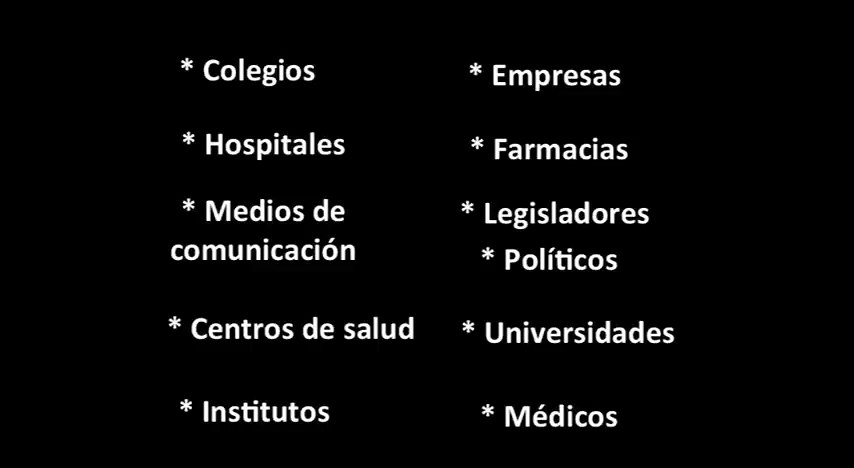 * Colegios
* Hospitales
* Medios de
comunicación
* Centros de salud
* Institutos
* Empresas
* Farmacias
* Legisladores
* Políticos
* Universidades
* Médicos